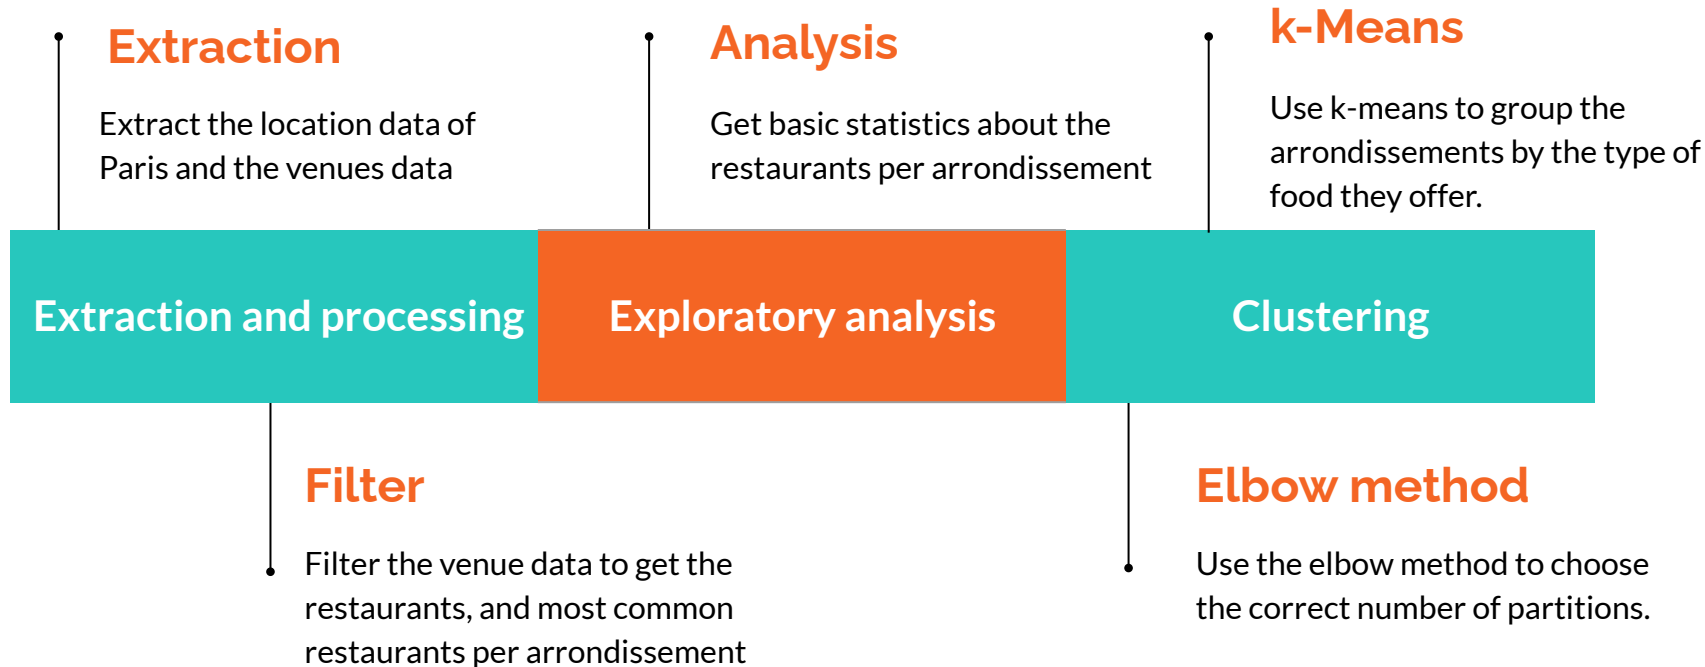 Extraction
Extract the location data of
Paris and the venues data
Analysis
Get basic statistics about the
restaurants per arrondissement
k-Means
Use k-means to group the
arrondissements by the type of
food they offer.
Extraction and processing
Exploratory analysis
Clustering
Filter
Filter the venue data to get the
restaurants, and most common
restaurants per arrondissement
Elbow method
Use the elbow method to choose
the correct number of partitions.